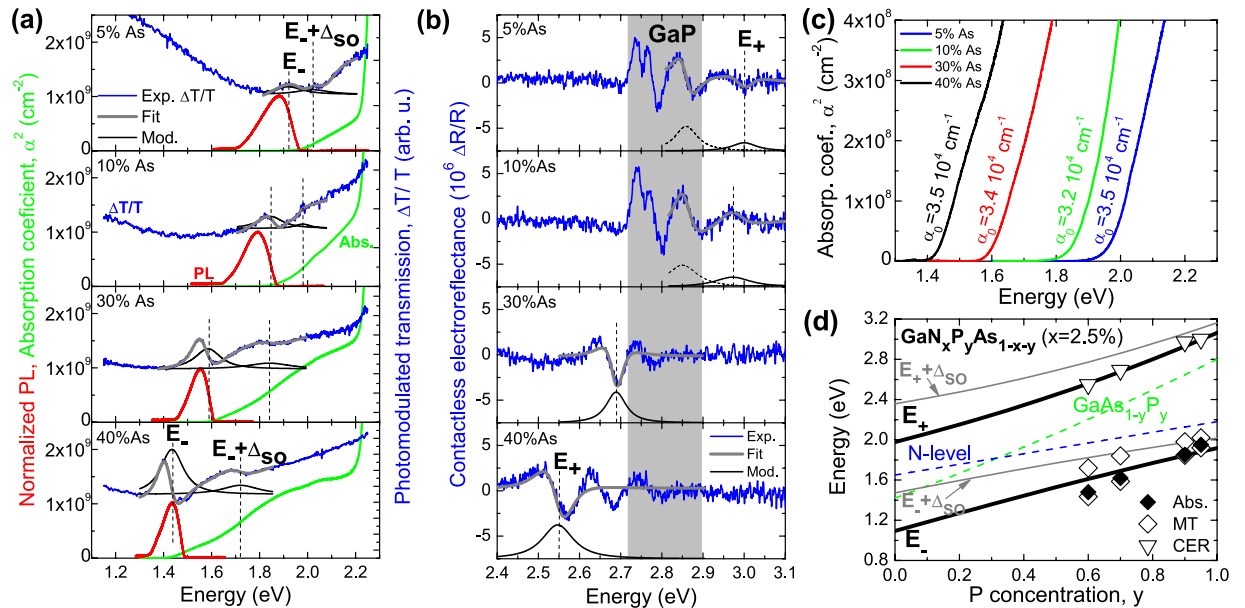 (a)
5% As
E₋+Δso
E₋
2x10⁹
1x10⁹
0
Exp. ΔT/T
Fit
Mod.
10% As
2x10⁹
1x10⁹
0
ΔT/T
Abs.
PL
30% As
2x10⁹
1x10⁹
0
40%As
E₋
E₋+Δso
2x10⁹
1x10⁹
0
1.2 1.4 1.6 1.8 2.0 2.2
Energy (eV)
Normalized PL, Absorption coeficient, α² (cm⁻²)
Photomodulated transmission, ΔT/ T (arb. u.)
(b)
5%As
GaP
E₊
5
0
-5
10%As
5
0
-5
30%As
5
0
-5
40%As
E₊
Exp.
Fit
Mod.
5
0
-5
2.4 2.5 2.6 2.7 2.8 2.9 3.0 3.1
Energy (eV)
Contactless electroreflectance (10⁶ ΔR/R)
(c)
4x10⁸
3x10⁸
2x10⁸
1x10⁸
0
5% As
10% As
30% As
40% As
α₀=3.5 10⁴ cm⁻¹
α₀=3.4 10⁴ cm⁻¹
α₀=3.2 10⁴ cm⁻¹
α₀=3.5 10⁴ cm⁻¹
1.4 1.6 1.8 2.0 2.2
Energy (eV)
Absorp. coef., α² (cm⁻²)
(d)
3.2
2.8
2.4
2.0
1.6
1.2
0.8
GaNₓPᵧAs₁₋ₓ₋ᵧ (x=2.5%)
E₊+Δso
GaAs₁₋ᵧPᵧ
E₊
N-level
E₋+Δso
E₋
Abs.
MT
CER
0.0 0.2 0.4 0.6 0.8 1.0
P concentration, y
Energy (eV)